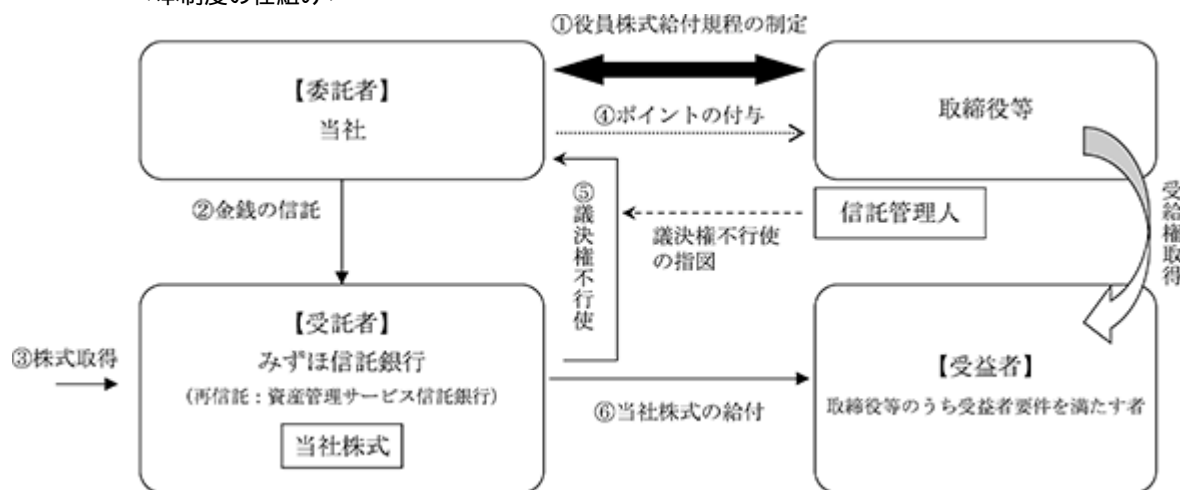 ①役員株式給付規程の制定
【委託者】
当社
取締役等
④ポイントの付与
②金銭の信託
⑤議決権不行使
議決権不行使
の指図
信託管理人
受給権取得
③株式取得
【受託者】
みずほ信託銀行
(再信託：資産管理サービス信託銀行)
当社株式
⑥当社株式の給付
【受益者】
取締役等のうち受益者要件を満たす者